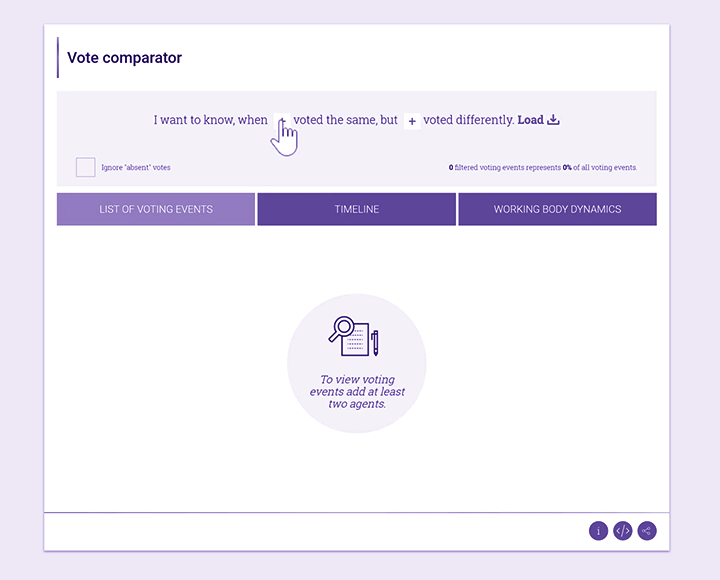 Vote comparator
I want to know, when + voted the same, but + voted differently. Load
Ignore "absent" votes
0 filtered voting events represents 0% of all voting events.
LIST OF VOTING EVENTS
TIMELINE
WORKING BODY DYNAMICS
To view voting
events add at least
two agents.
i
</>